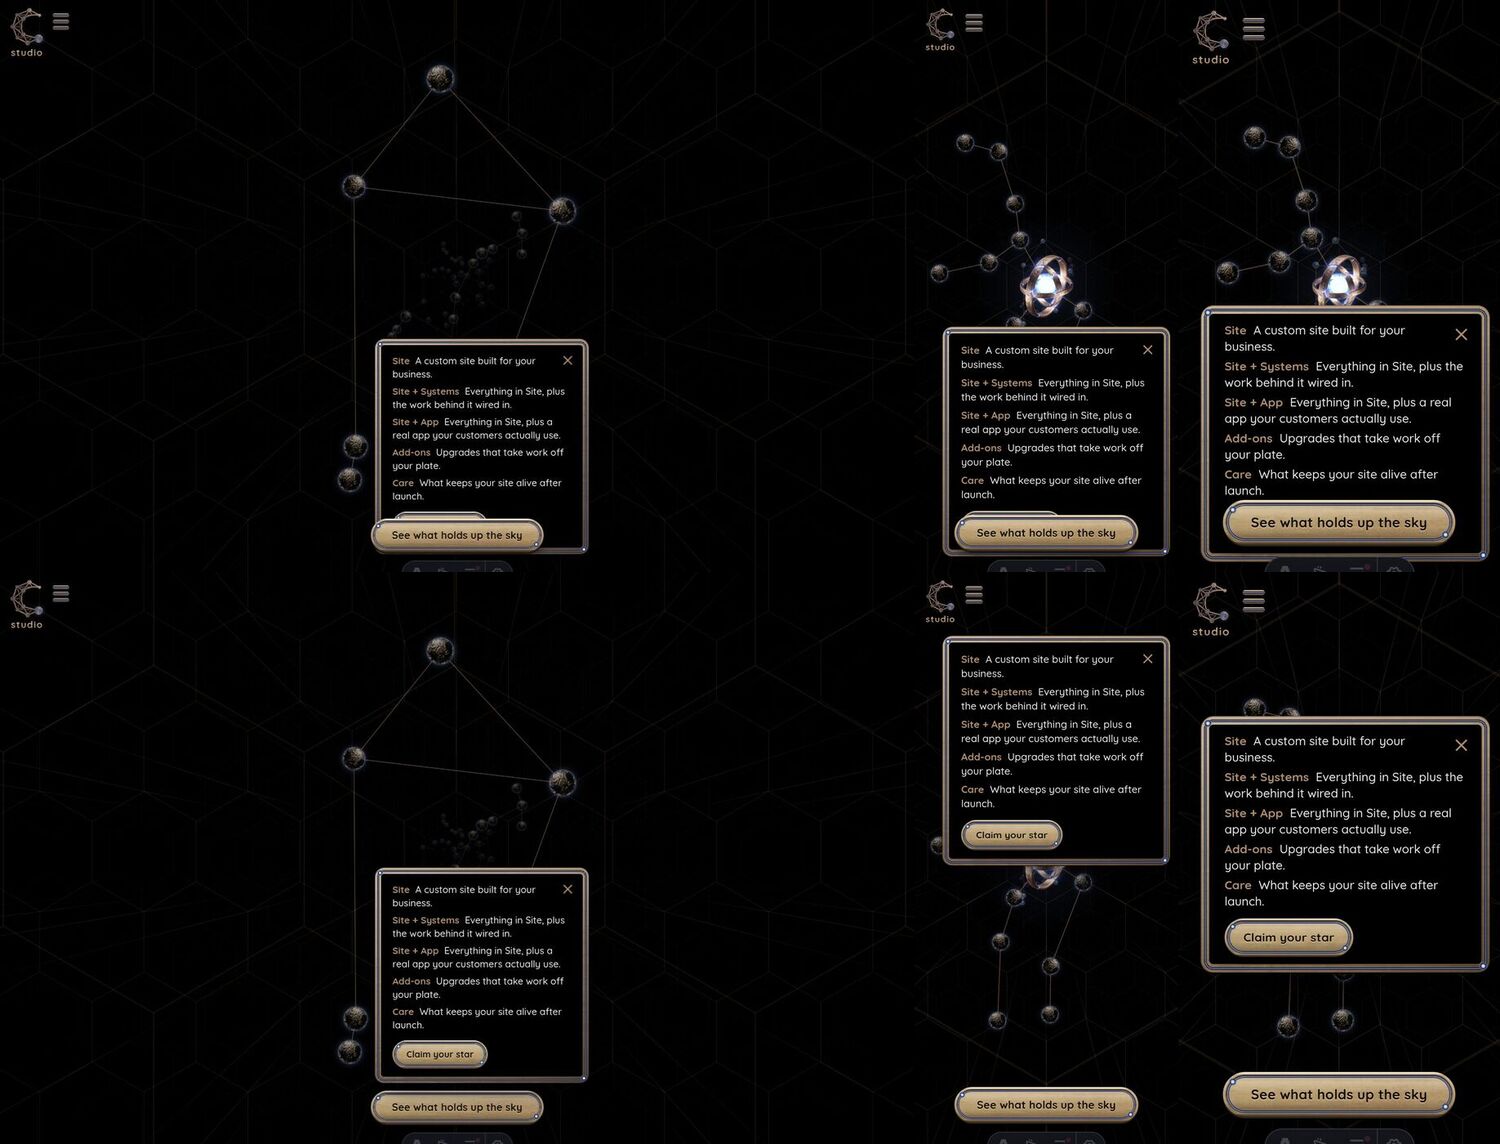 studio
Site A custom site built for your
business.
Site + Systems Everything in Site, plus
the work behind it wired in.
Site + App Everything in Site, plus a
real app your customers actually use.
Add-ons Upgrades that take work off
your plate.
Care What keeps your site alive after
launch.
See what holds up the sky
studio
Site A custom site built for your
business.
Site + Systems Everything in Site, plus
the work behind it wired in.
Site + App Everything in Site, plus a
real app your customers actually use.
Add-ons Upgrades that take work off
your plate.
Care What keeps your site alive after
launch.
See what holds up the sky
studio
Site A custom site built for your
business.
Site + Systems Everything in Site, plus the
work behind it wired in.
Site + App Everything in Site, plus a real
app your customers actually use.
Add-ons Upgrades that take work off
your plate.
Care What keeps your site alive after
launch.
See what holds up the sky
studio
Site A custom site built for your
business.
Site + Systems Everything in Site, plus
the work behind it wired in.
Site + App Everything in Site, plus a
real app your customers actually use.
Add-ons Upgrades that take work off
your plate.
Care What keeps your site alive after
launch.
Claim your star
See what holds up the sky
studio
Site A custom site built for your
business.
Site + Systems Everything in Site, plus
the work behind it wired in.
Site + App Everything in Site, plus a
real app your customers actually use.
Add-ons Upgrades that take work off
your plate.
Care What keeps your site alive after
launch.
Claim your star
See what holds up the sky
studio
Site A custom site built for your
business.
Site + Systems Everything in Site, plus the
work behind it wired in.
Site + App Everything in Site, plus a real
app your customers actually use.
Add-ons Upgrades that take work off
your plate.
Care What keeps your site alive after
launch.
Claim your star
See what holds up the sky